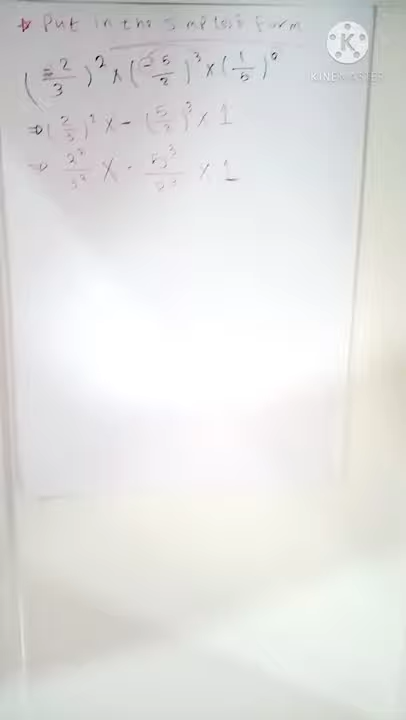 Put in the simplest form
KINEMASTER
(-2/3)² × (-5/2)³ × (1/5)⁰
⇒ (2/3)² × - (5/2)³ × 1
⇒ 2²/3² × - 5³/2³ × 1